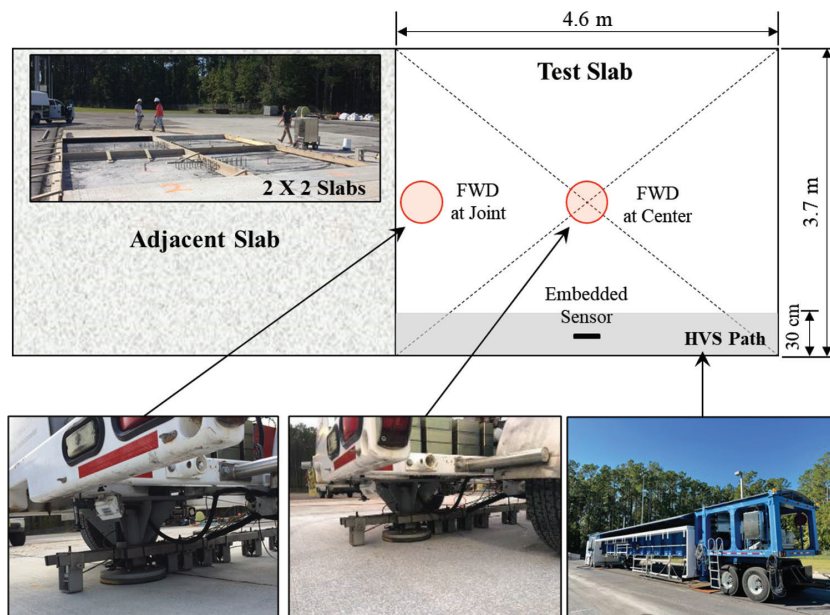 4.6 m
Test Slab
2 X 2 Slabs
FWD
at Joint
FWD
at Center
3.7 m
Adjacent Slab
Embedded
Sensor
HVS Path
30 cm